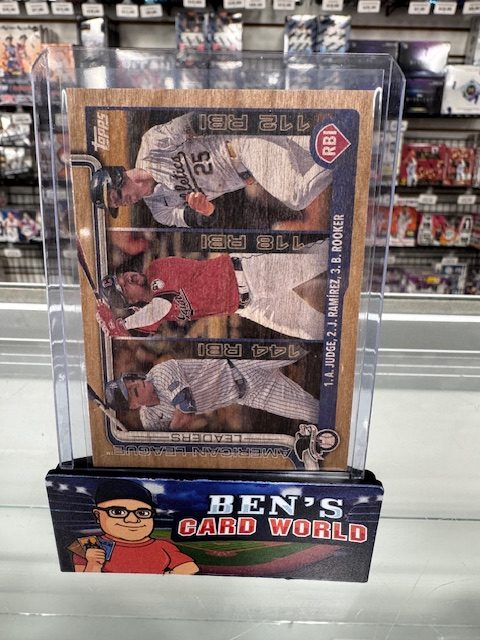 Topps
112 RBI
RBI
25
118 RBI
144 RBI
1. A. JUDGE, 2. J. RAMÍREZ, 3. B. ROOKER
AMERICAN LEAGUE™
LEADERS
BEN'S
CARD WORLD